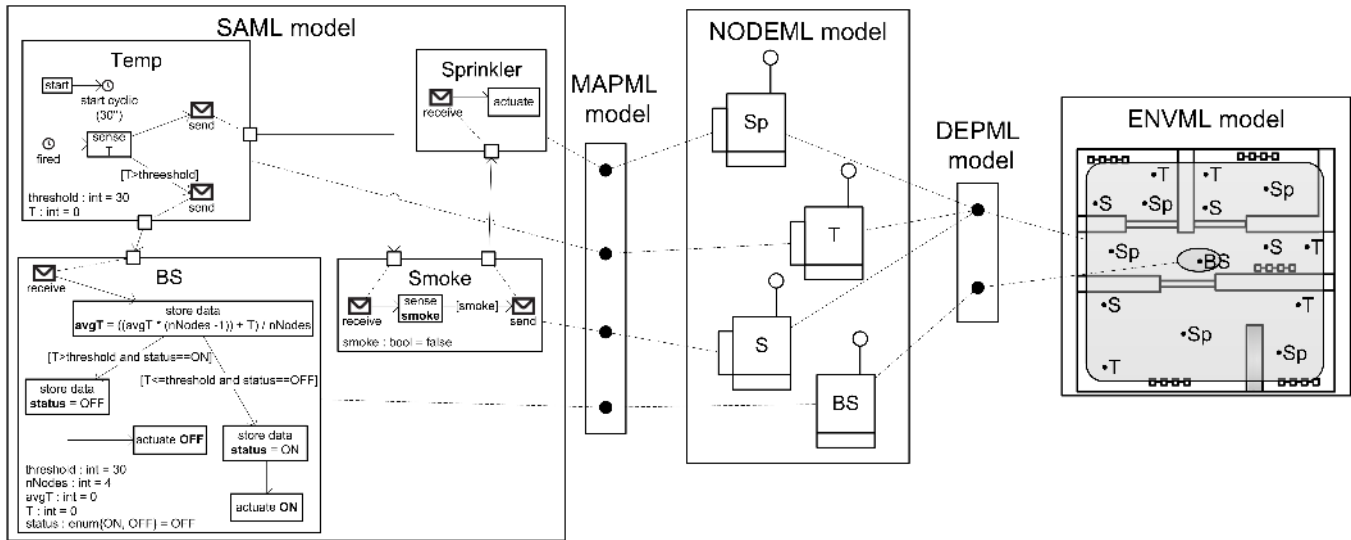 SAML model
Temp
start
start cyclic
(30'')
send
fired
sense
T
[T>threeshold]
send
threshold : int = 30
T : int = 0
Sprinkler
receive
actuate
BS
receive
store data
avgT = ((avgT * (nNodes -1)) + T) / nNodes
[T>threshold and status==ON]
[T<=threshold and status==OFF]
store data
status = OFF
actuate OFF
store data
status = ON
actuate ON
threshold : int = 30
nNodes : int = 4
avgT : int = 0
T : int = 0
status : enum{ON, OFF} = OFF
Smoke
receive
sense
smoke
[smoke]
send
smoke : bool = false
MAPML
model
NODEML model
Sp
T
S
BS
DEPML
model
ENVML model
T
T
Sp
S
Sp
S
Sp
BS
S
T
S
T
Sp
Sp
T